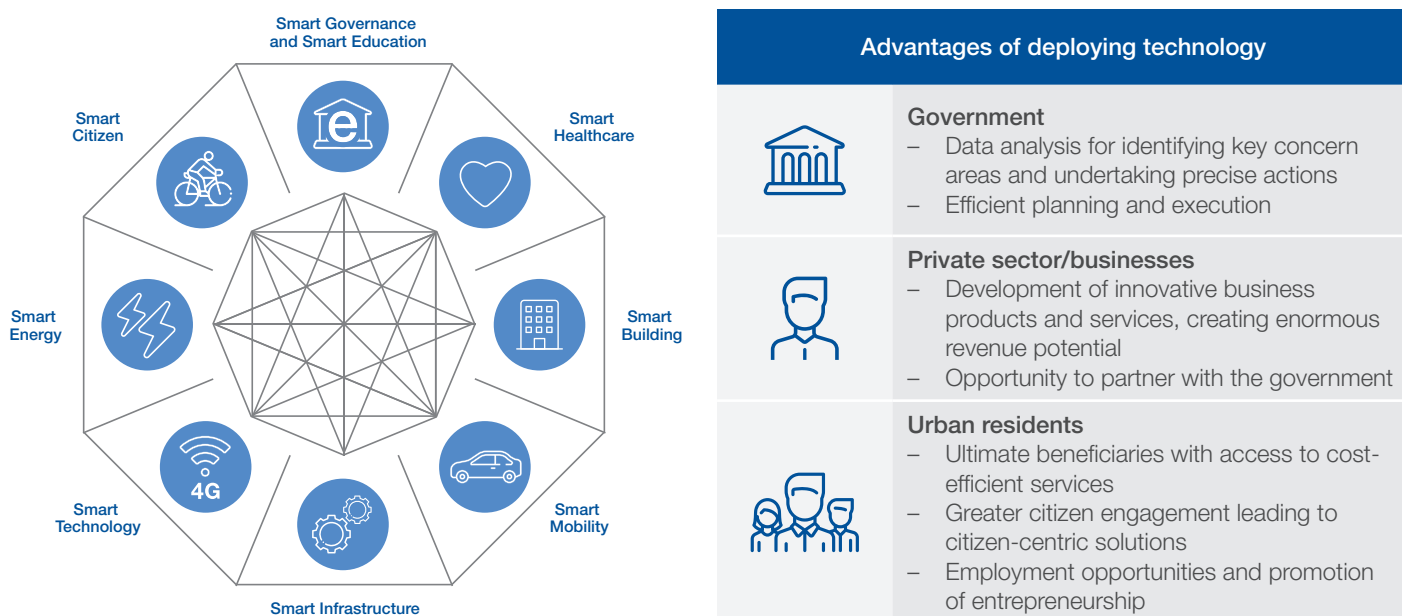 Smart Governance
and Smart Education
Smart
Citizen
e
Smart
Healthcare
Smart
Energy
Smart
Building
4G
Smart
Technology
Smart
Mobility
Smart Infrastructure
Advantages of deploying technology
Government
– Data analysis for identifying key concern
areas and undertaking precise actions
– Efficient planning and execution
Private sector/businesses
– Development of innovative business
products and services, creating enormous
revenue potential
– Opportunity to partner with the government
Urban residents
– Ultimate beneficiaries with access to cost-
efficient services
– Greater citizen engagement leading to
citizen-centric solutions
– Employment opportunities and promotion
of entrepreneurship